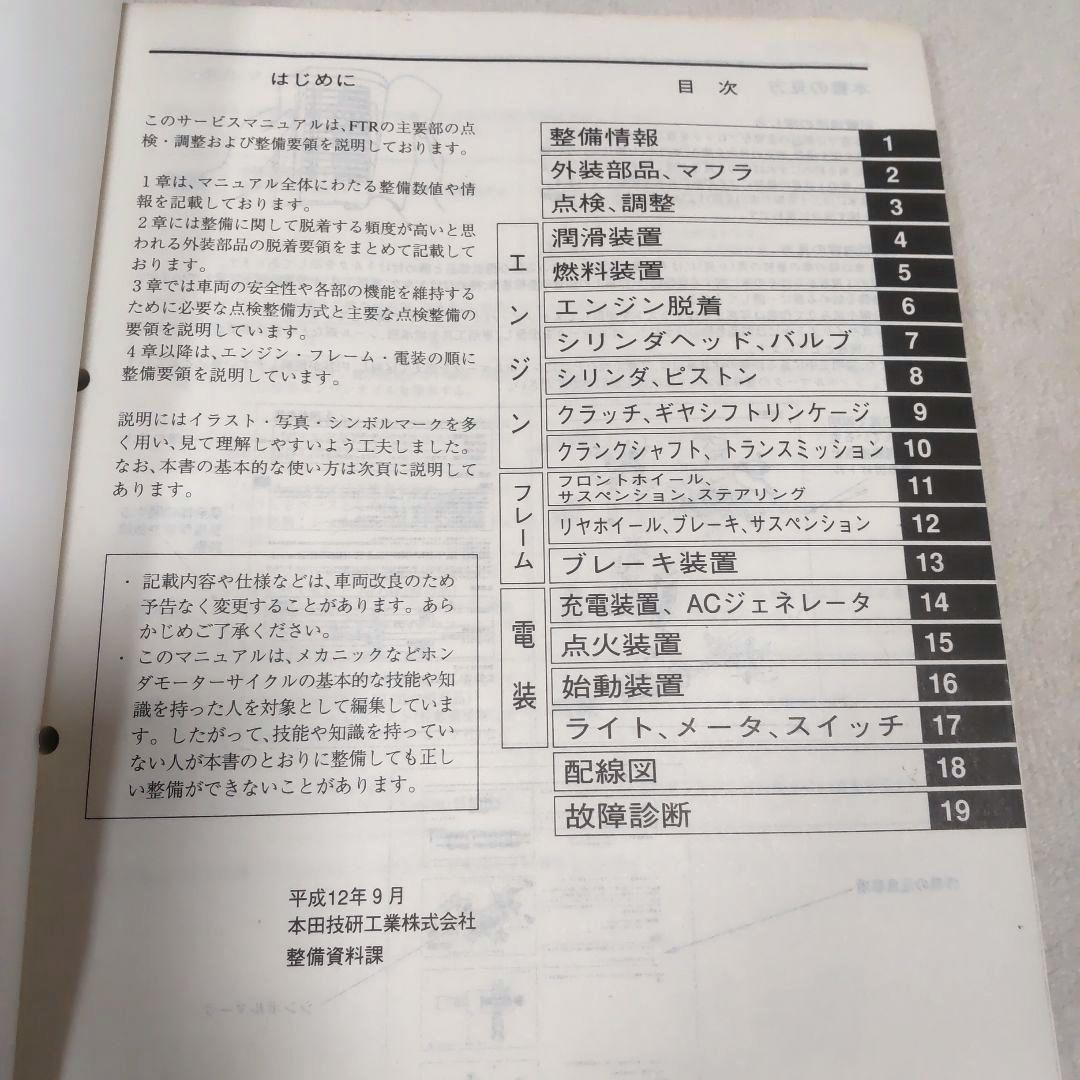 はじめに
このサービスマニュアルは、FTRの主要部の点
検・調整および整備要領を説明しております。
1章は、マニュアル全体にわたる整備数値や情
報を記載しております。
2章には整備に関して脱着する頻度が高いと思
われる外装部品の脱着要領をまとめて記載して
おります。
3章では車両の安全性や各部の機能を維持する
ために必要な点検整備方式と主要な点検整備の
要領を説明しています。
4章以降は、エンジン・フレーム・電装の順に
整備要領を説明しています。
説明にはイラスト・写真・シンボルマークを多
く用い、見て理解しやすいよう工夫しました。
なお、本書の基本的な使い方は次頁に説明して
あります。
・ 記載内容や仕様などは、車両改良のため
予告なく変更することがあります。あら
かじめご了承ください。
・ このマニュアルは、メカニックなどホン
ダモーターサイクルの基本的な技能や知
識を持った人を対象として編集していま
す。したがって、技能や知識を持ってい
ない人が本書のとおりに整備しても正し
い整備ができないことがあります。
平成12年9月
本田技研工業株式会社
整備資料課
目 次
整備情報 1
外装部品、マフラ 2
点検、調整 3
エンジン
潤滑装置 4
燃料装置 5
エンジン脱着 6
シリンダヘッド、バルブ 7
シリンダ、ピストン 8
クラッチ、ギヤシフトリンケージ 9
クランクシャフト、トランスミッション 10
フレーム
フロントホイール、
サスペンション、ステアリング 11
リヤホイール、ブレーキ、サスペンション 12
ブレーキ装置 13
電装
充電装置、ACジェネレータ 14
点火装置 15
始動装置 16
ライト、メータ、スイッチ 17
配線図 18
故障診断 19